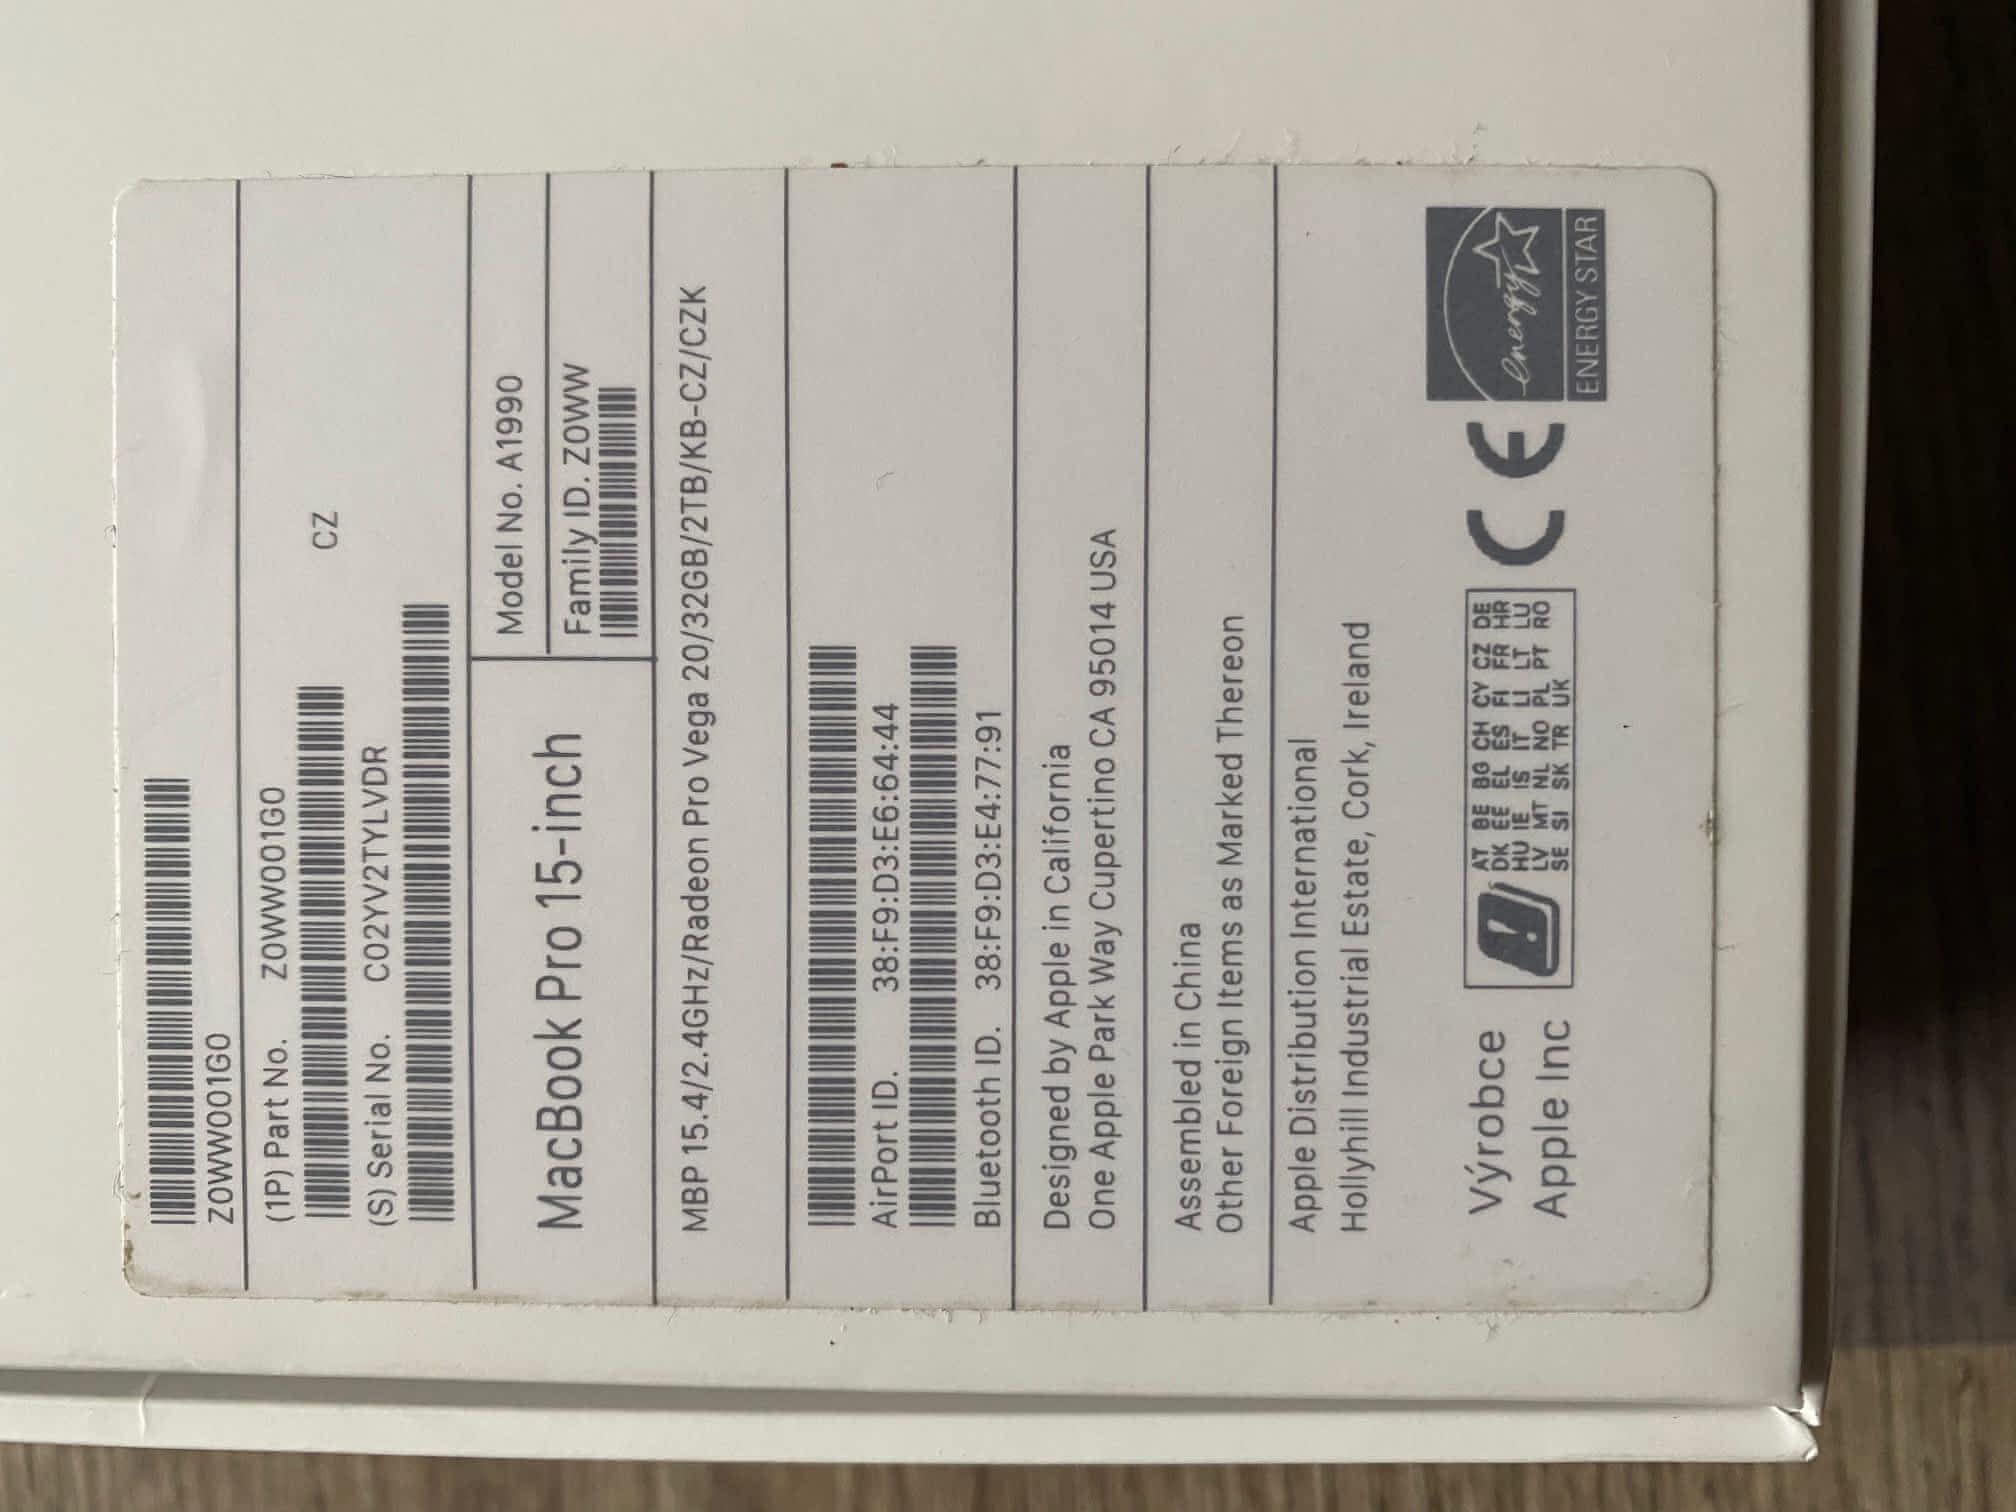 Z0WW001G0
(1P) Part No. Z0WW001G0
CZ
(S) Serial No. C02YV2TYLVDR
MacBook Pro 15-inch
Model No. A1990
Family ID. Z0WW
MBP 15.4/2.4GHz/Radeon Pro Vega 20/32GB/2TB/KB-CZ/CZK
AirPort ID. 38:F9:D3:E6:64:44
Bluetooth ID. 38:F9:D3:E4:77:91
Designed by Apple in California
One Apple Park Way Cupertino CA 95014 USA
Assembled in China
Other Foreign Items as Marked Thereon
Apple Distribution International
Hollyhill Industrial Estate, Cork, Ireland
Výrobce
Apple Inc
AT BE BG CH CY CZ DE
DK EE EL ES FI FR HR
HU IE IS IT LI LT LU
LV MT NL NO PL PT RO
SE SI SK TR UK
CE
energy
ENERGY STAR